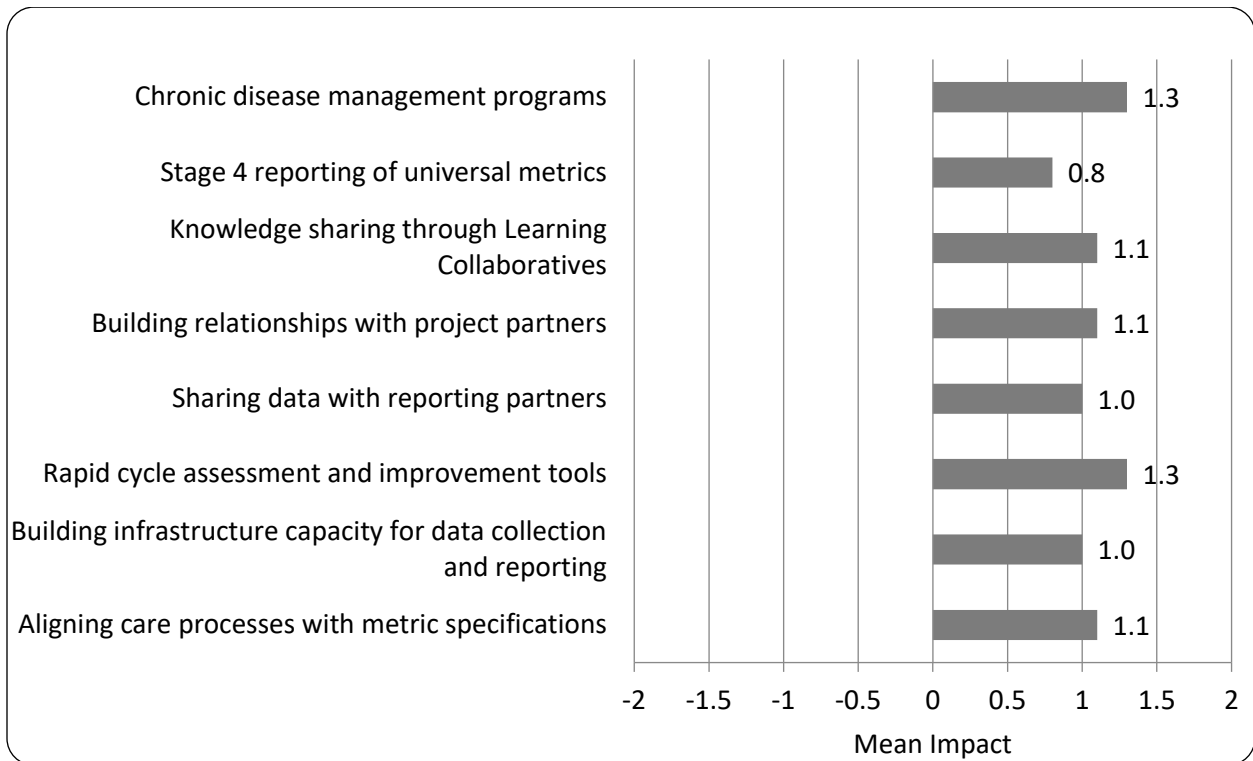 Chronic disease management programs
1.3
Stage 4 reporting of universal metrics
0.8
Knowledge sharing through Learning
Collaboratives
1.1
Building relationships with project partners
1.1
Sharing data with reporting partners
1.0
Rapid cycle assessment and improvement tools
1.3
Building infrastructure capacity for data collection
and reporting
1.0
Aligning care processes with metric specifications
1.1
-2 -1.5 -1 -0.5 0 0.5 1 1.5 2
Mean Impact